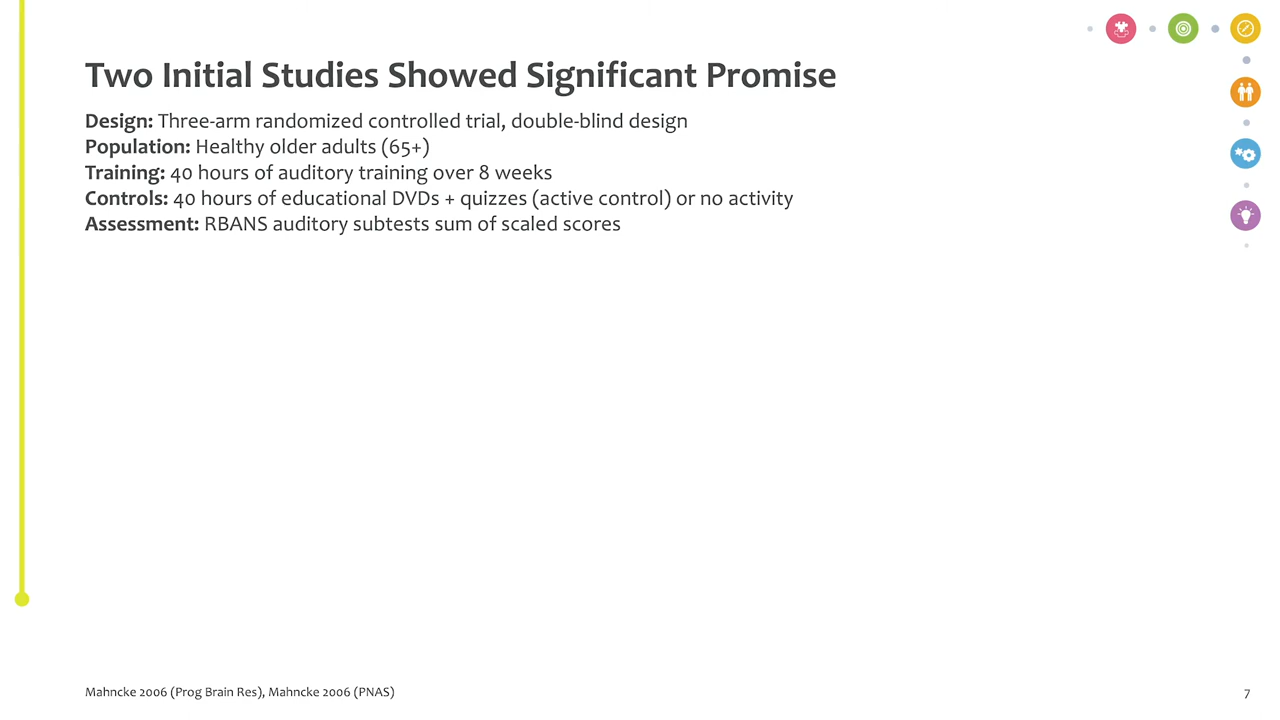 Two Initial Studies Showed Significant Promise
Design: Three-arm randomized controlled trial, double-blind design
Population: Healthy older adults (65+)
Training: 40 hours of auditory training over 8 weeks
Controls: 40 hours of educational DVDs + quizzes (active control) or no activity
Assessment: RBANS auditory subtests sum of scaled scores
Mahncke 2006 (Prog Brain Res), Mahncke 2006 (PNAS)
7